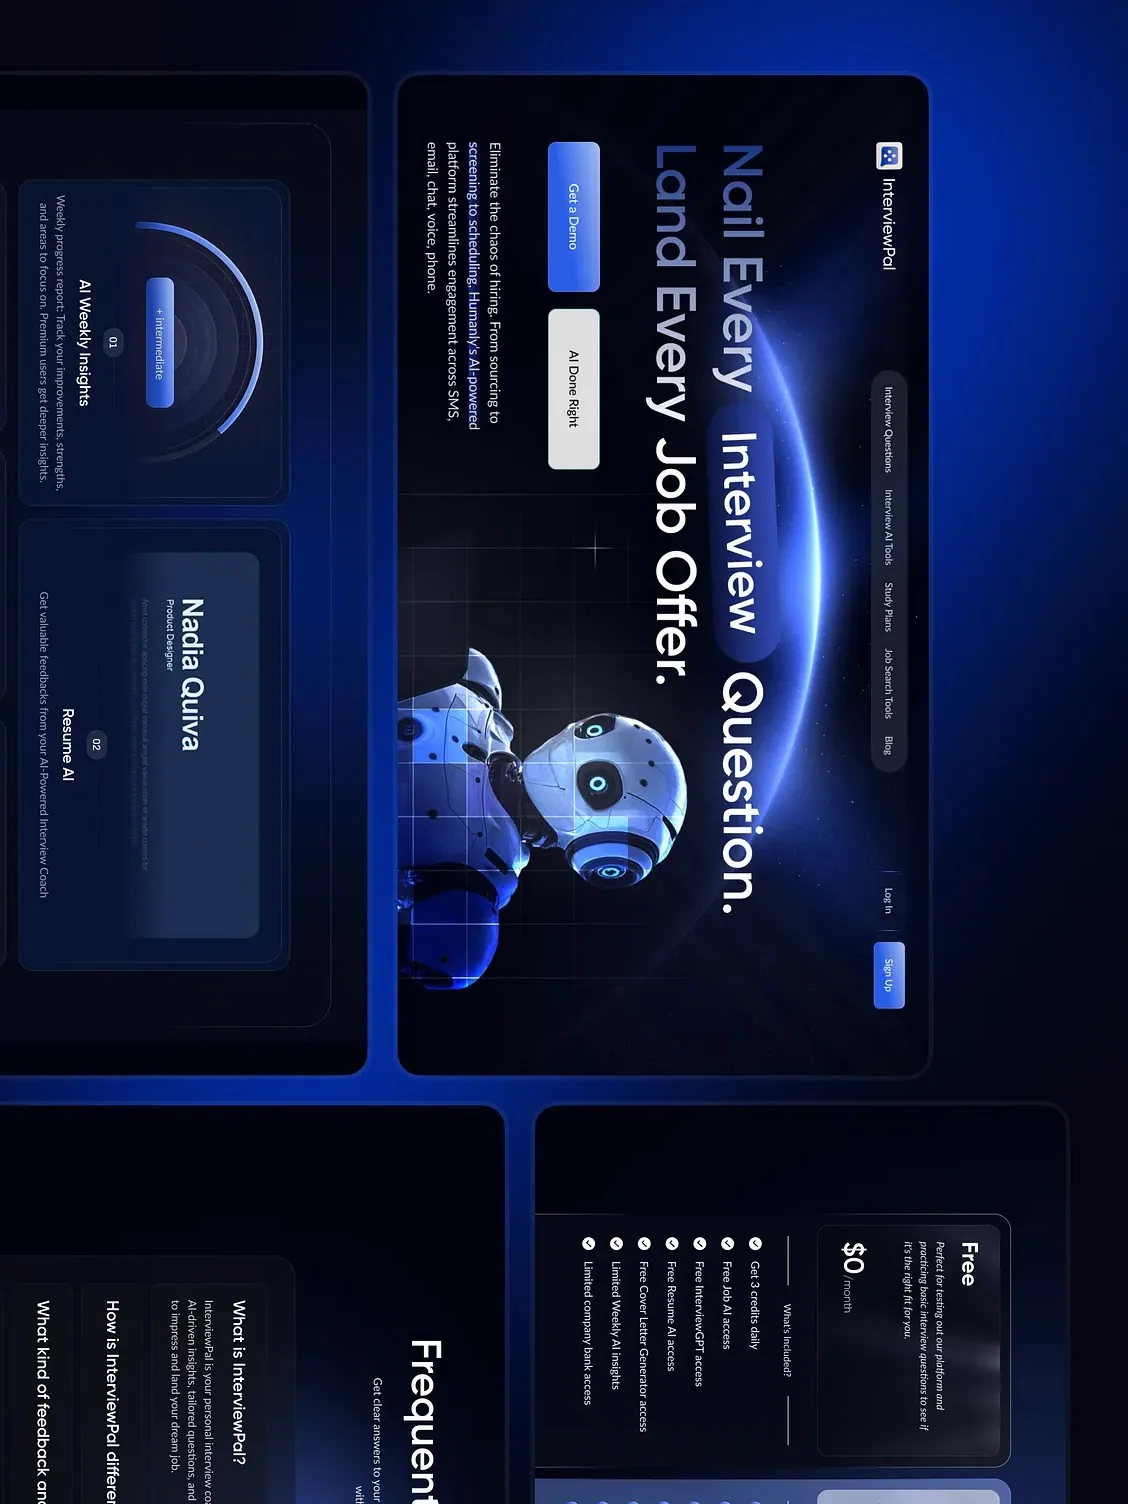 InterviewPal
Interview Questions
Interview AI Tools
Study Plans
Job Search Tools
Blog
Log In
Sign Up
Nail Every Interview Question.
Land Every Job Offer.
Get a Demo
AI Done Right
Eliminate the chaos of hiring. From sourcing to
screening to scheduling. Humanly's AI-powered
platform streamlines engagement across SMS,
email, chat, voice, phone.
+ Intermediate
01
AI Weekly Insights
Weekly progress report: Track your improvements, strengths,
and areas to focus on. Premium users get deeper insights.
Nadia Quiva
Product Designer
02
Resume AI
Get valuable feedbacks from your AI-Powered Interview Coach
Free
Perfect for testing out our platform and
practicing basic interview questions to see if
it's the right fit for you.
$0 /month
What's Included?
Get 3 credits daily
Free Job AI access
Free InterviewGPT access
Free Resume AI access
Free Cover Letter Generator access
Limited Weekly AI insights
Limited company bank access
Frequent
Get clear answers to your
with
What is InterviewPal?
InterviewPal is your personal interview co
AI-driven insights, tailored questions, and
to impress and land your dream job.
How is InterviewPal differen
What kind of feedback and